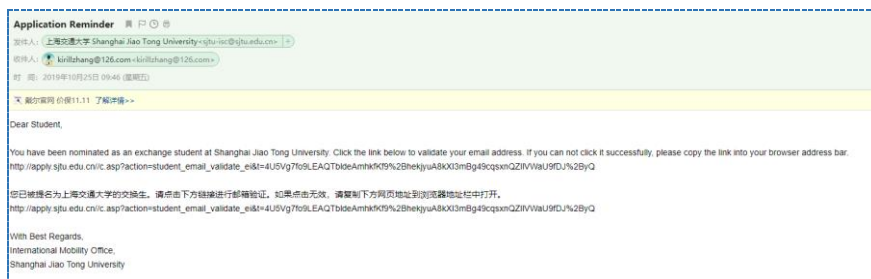 Application Reminder
发件人: 上海交通大学 Shanghai Jiao Tong University<sjtu-isc@sjtu.edu.cn> +
收件人: kirillzhang@126.com<kirillzhang@126.com>
时 间: 2019年10月25日 09:46 (星期五)
戴尔官网 价保11.11 了解详情>>
Dear Student,
You have been nominated as an exchange student at Shanghai Jiao Tong University. Click the link below to validate your email address. If you can not click it successfully, please copy the link into your browser address bar.
http://apply.sjtu.edu.cn/ic.asp?action=student_email_validate_ei&t=4U5Vg7fo9LEAQTbldeAmhkfKf9%2BhekjyuA8kXI3mBg49cqsxnQZlIVWaU9fDJ%2ByQ
您已被提名为上海交通大学的交换生。请点击下方链接进行邮箱验证。如果点击无效，请复制下方网页地址到浏览器地址栏中打开。
http://apply.sjtu.edu.cn/ic.asp?action=student_email_validate_ei&t=4U5Vg7fo9LEAQTbldeAmhkfKf9%2BhekjyuA8kXI3mBg49cqsxnQZlIVWaU9fDJ%2ByQ
With Best Regards,
International Mobility Office,
Shanghai Jiao Tong University